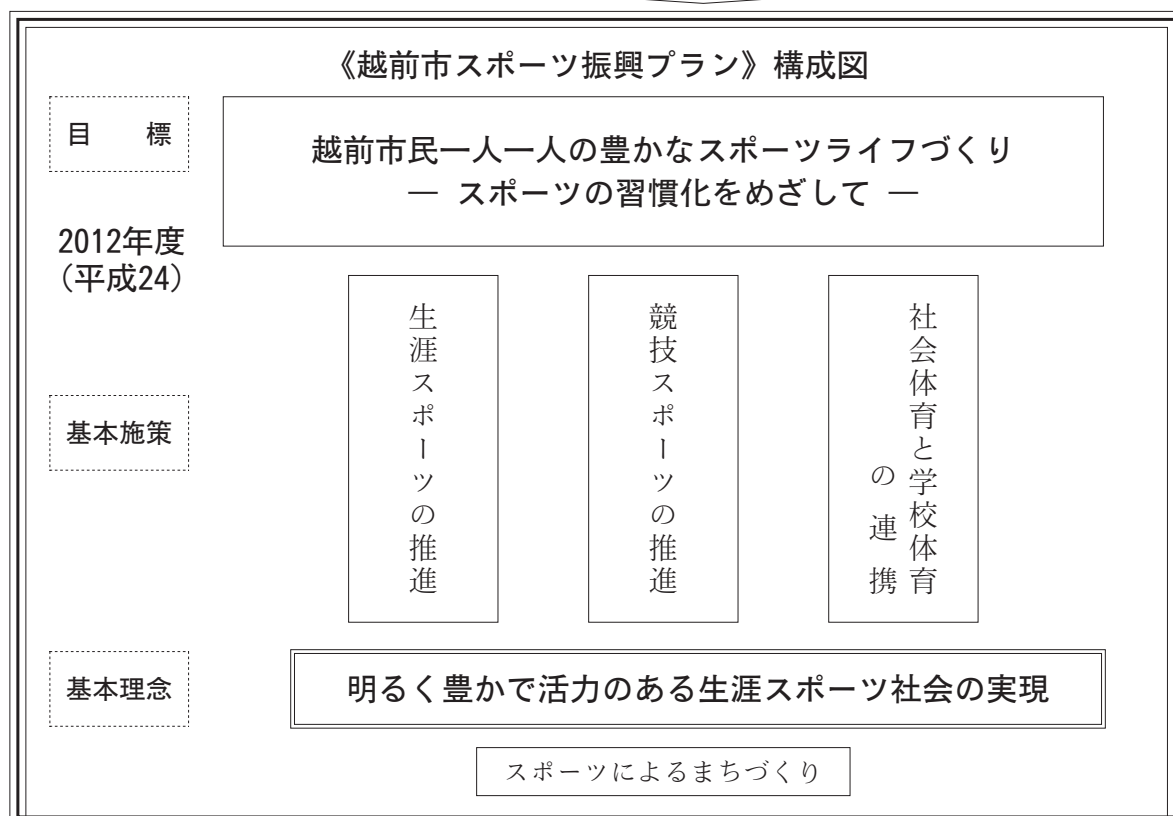 《越前市スポーツ振興プラン》構成図
目　　標
越前市民一人一人の豊かなスポーツライフづくり
― スポーツの習慣化をめざして ―
2012年度
（平成24）
基本施策
生涯スポーツの推進
競技スポーツの推進
社会体育と学校体育
の連携
基本理念
明るく豊かで活力のある生涯スポーツ社会の実現
スポーツによるまちづくり